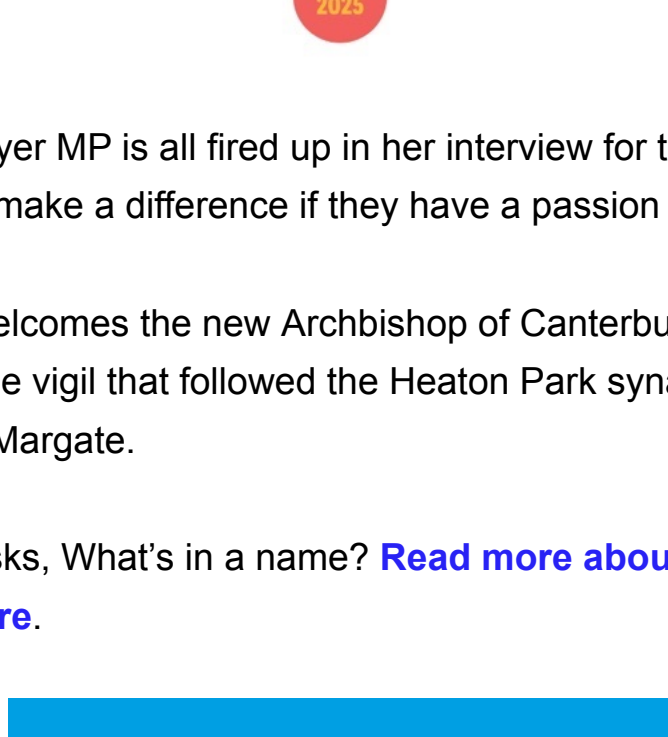 2025
yer MP is all fired up in her interview for t
make a difference if they have a passion
elcomes the new Archbishop of Canterbu
e vigil that followed the Heaton Park syna
Margate.
sks, What’s in a name? Read more abou
re.